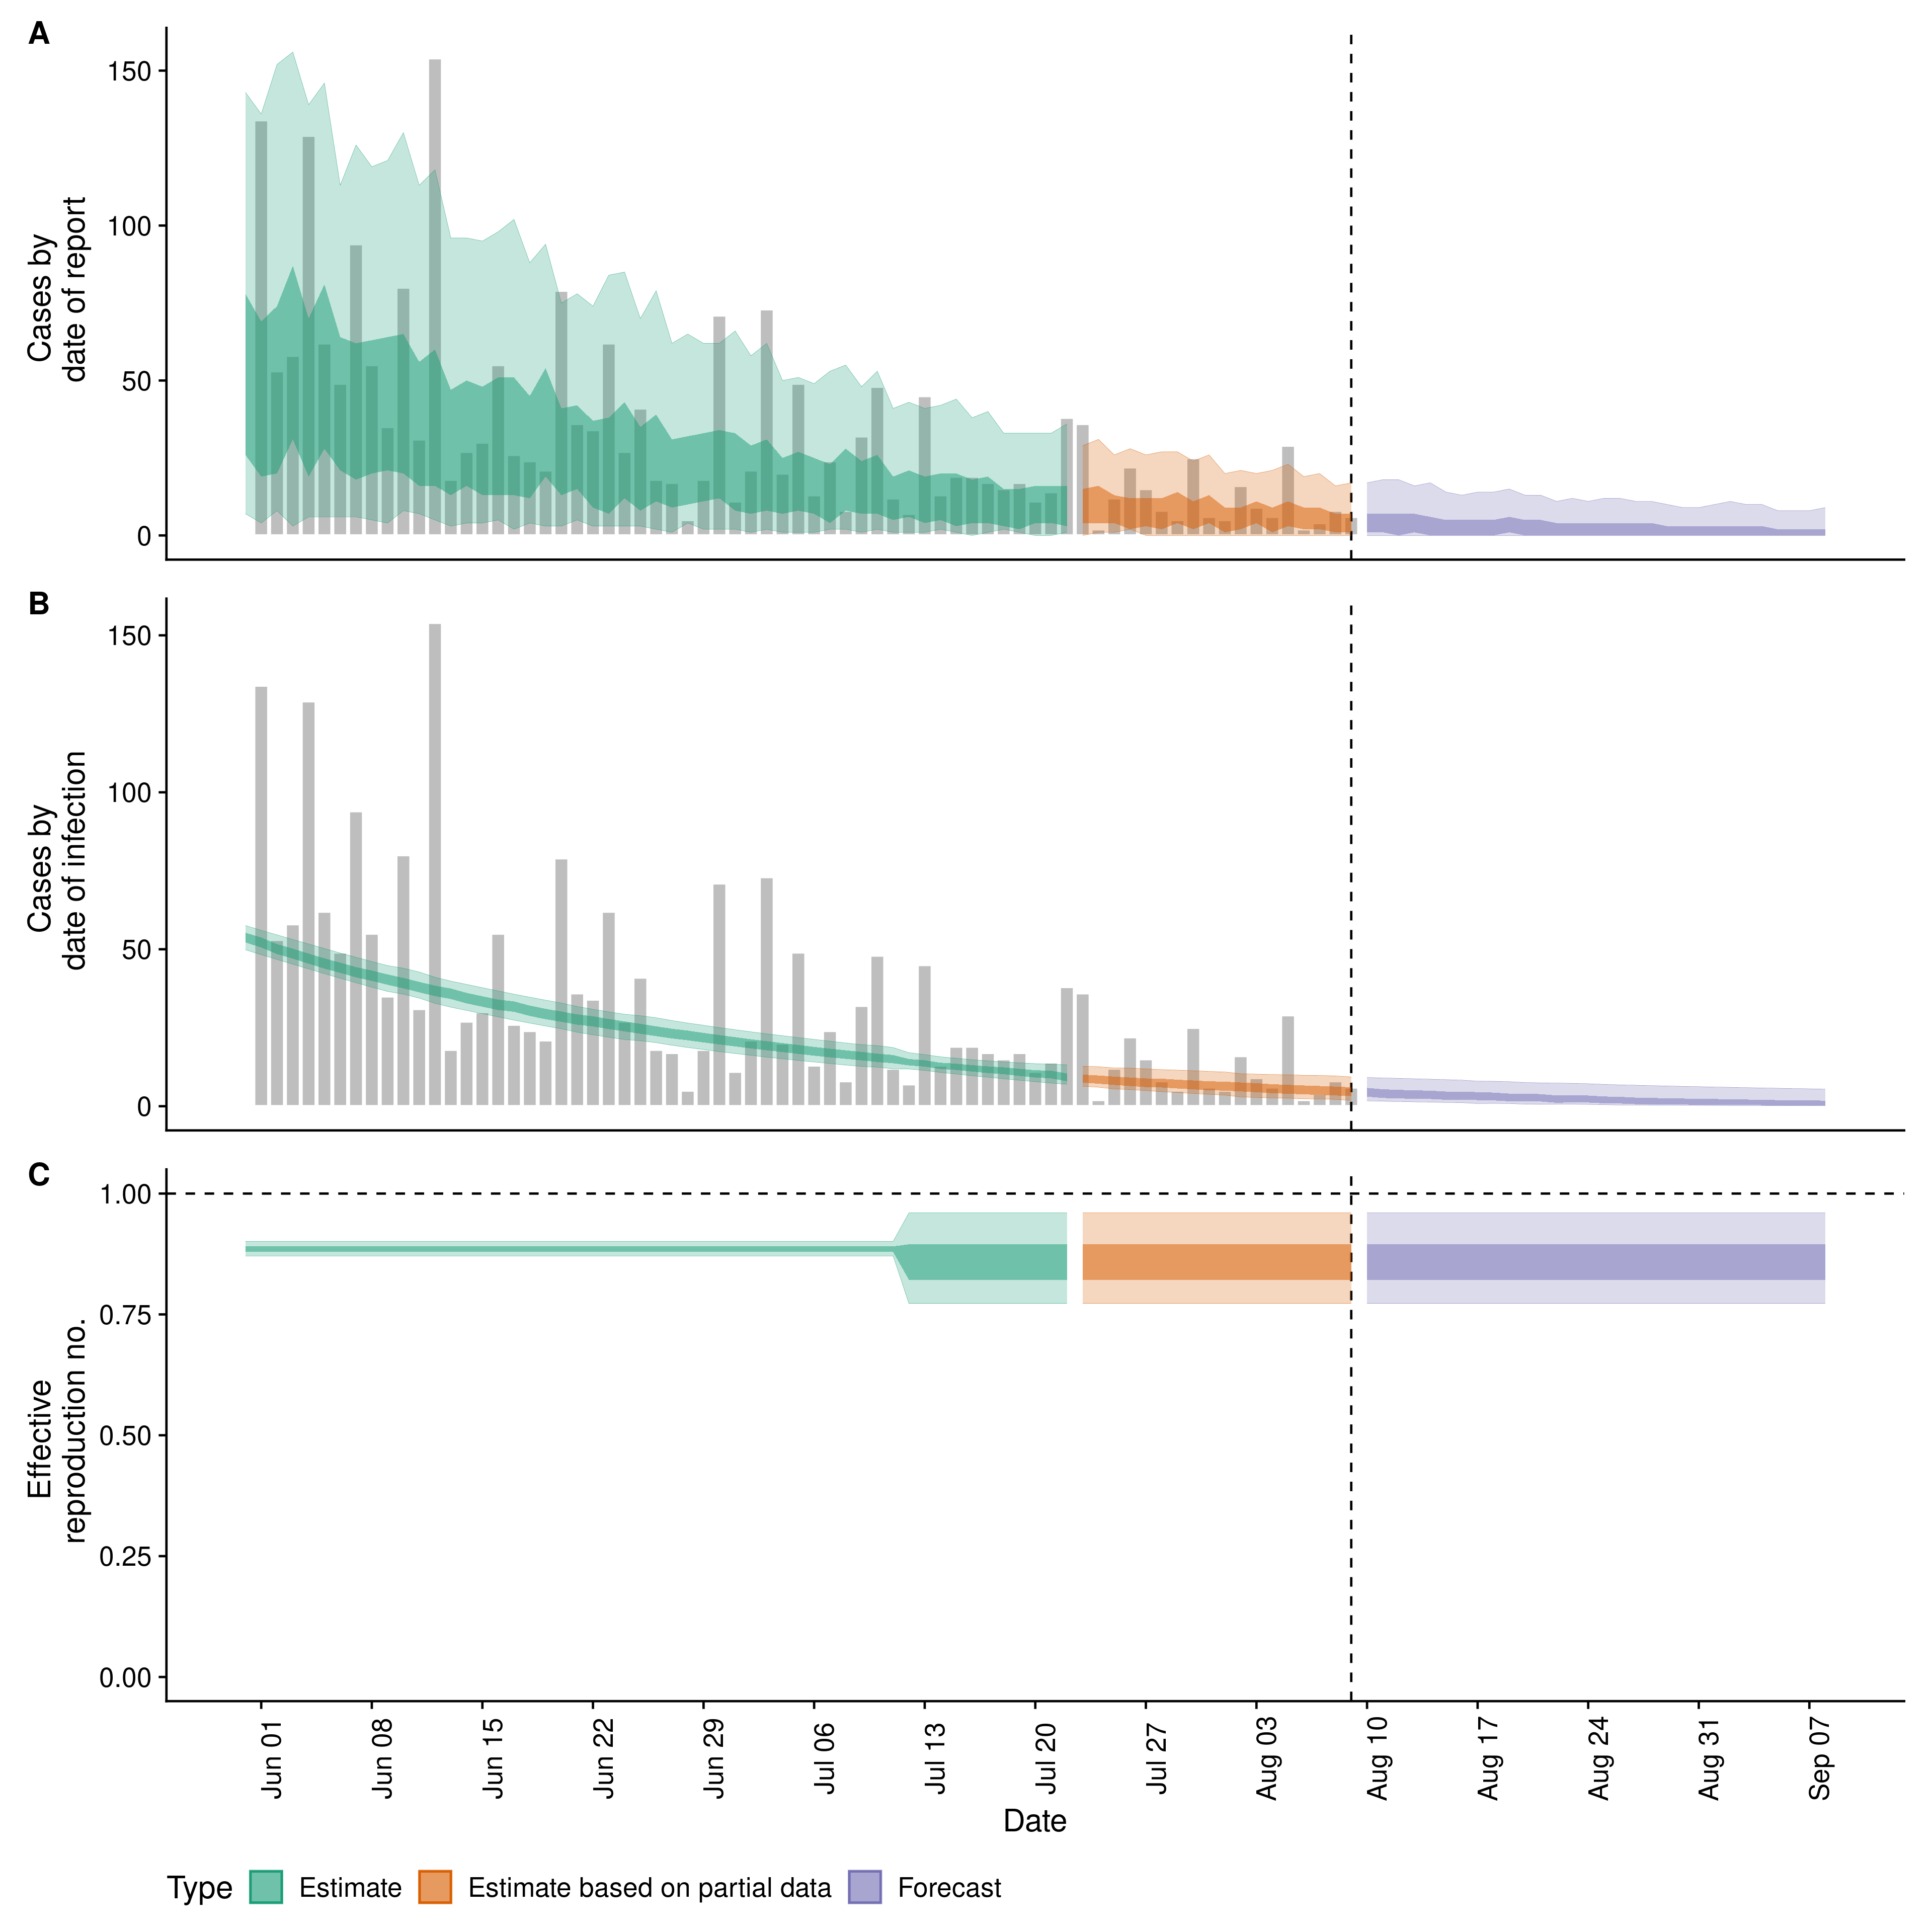 A
Cases by
date of report
150
100
50
0
B
Cases by
date of infection
150
100
50
0
C
Effective
reproduction no.
1.00
0.75
0.50
0.25
0.00
Jun 01
Jun 08
Jun 15
Jun 22
Jun 29
Jul 06
Jul 13
Jul 20
Jul 27
Aug 03
Aug 10
Aug 17
Aug 24
Aug 31
Sep 07
Date
Type Estimate Estimate based on partial data Forecast